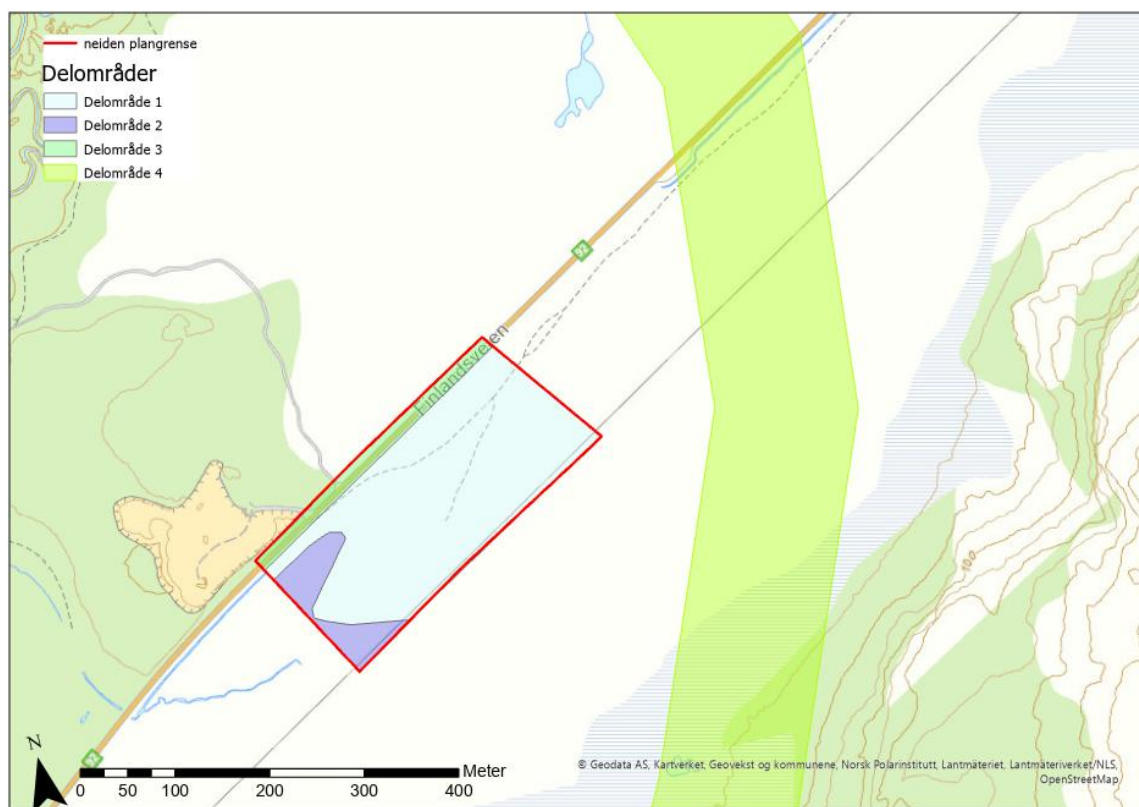 neiden plangrense
Delområder
Delområde 1
Delområde 2
Delområde 3
Delområde 4
92
Finlandsveien
100
92
N
Meter
0 50 100 200 300 400
© Geodata AS, Kartverket, Geovekst og kommunene, Norsk Polarinstitutt, Lantmäteriet, Lantmäteriverket/NLS,
OpenStreetMap